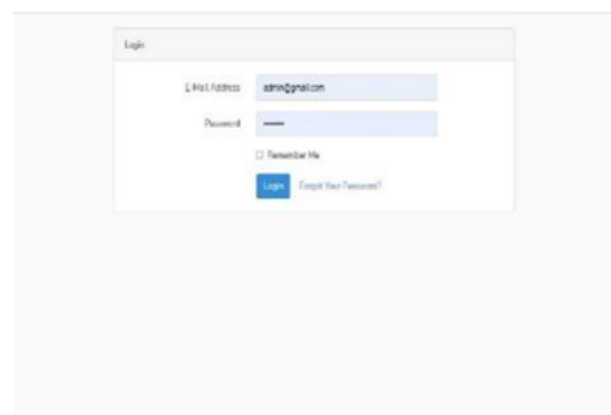 Login
E-Mail Address admin@gmail.com
Password
Remember Me
Login Forgot Your Password?